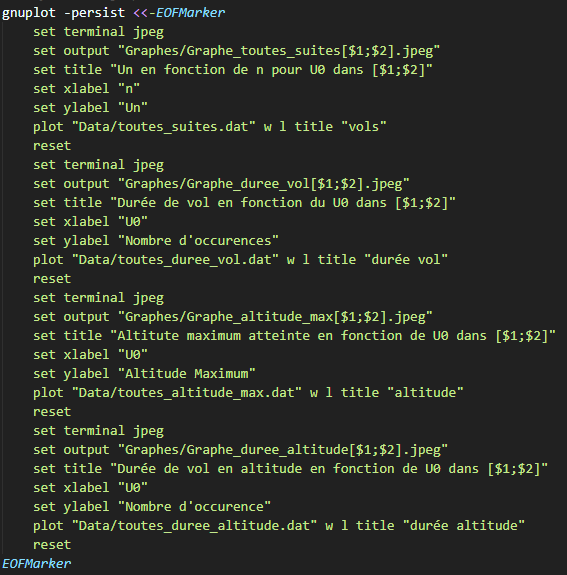 gnuplot -persist <<-EOFMarker
set terminal jpeg
set output "Graphes/Graphe_toutes_suites[$1;$2].jpeg"
set title "Un en fonction de n pour U0 dans [$1;$2]"
set xlabel "n"
set ylabel "Un"
plot "Data/toutes_suites.dat" w l title "vols"
reset
set terminal jpeg
set output "Graphes/Graphe_duree_vol[$1;$2].jpeg"
set title "Durée de vol en fonction du U0 dans [$1;$2]"
set xlabel "U0"
set ylabel "Nombre d'occurences"
plot "Data/toutes_duree_vol.dat" w l title "durée vol"
reset
set terminal jpeg
set output "Graphes/Graphe_altitude_max[$1;$2].jpeg"
set title "Altitute maximum atteinte en fonction de U0 dans [$1;$2]"
set xlabel "U0"
set ylabel "Altitude Maximum"
plot "Data/toutes_altitude_max.dat" w l title "altitude"
reset
set terminal jpeg
set output "Graphes/Graphe_duree_altitude[$1;$2].jpeg"
set title "Durée de vol en altitude en fonction de U0 dans [$1;$2]"
set xlabel "U0"
set ylabel "Nombre d'occurence"
plot "Data/toutes_duree_altitude.dat" w l title "durée altitude"
reset
EOFMarker